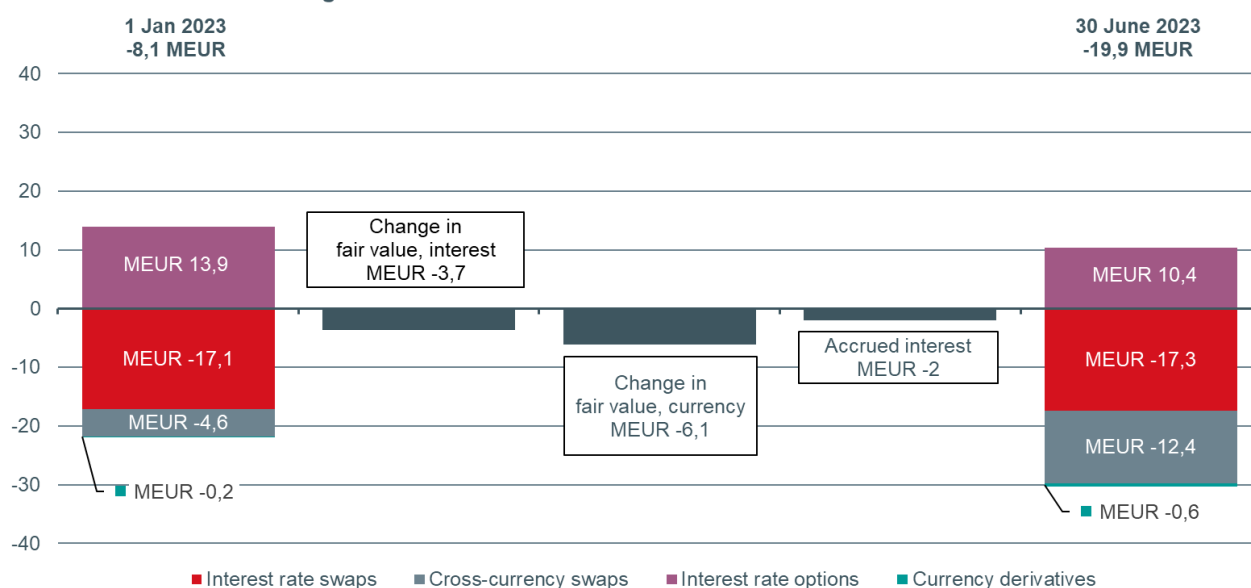 1 Jan 2023
-8,1 MEUR
30 June 2023
-19,9 MEUR
40
30
20
10
0
-10
-20
-30
-40
MEUR 13,9
MEUR -17,1
MEUR -4,6
MEUR -0,2
Change in
fair value, interest
MEUR -3,7
Change in
fair value, currency
MEUR -6,1
Accrued interest
MEUR -2
MEUR 10,4
MEUR -17,3
MEUR -12,4
MEUR -0,6
Interest rate swaps
Cross-currency swaps
Interest rate options
Currency derivatives